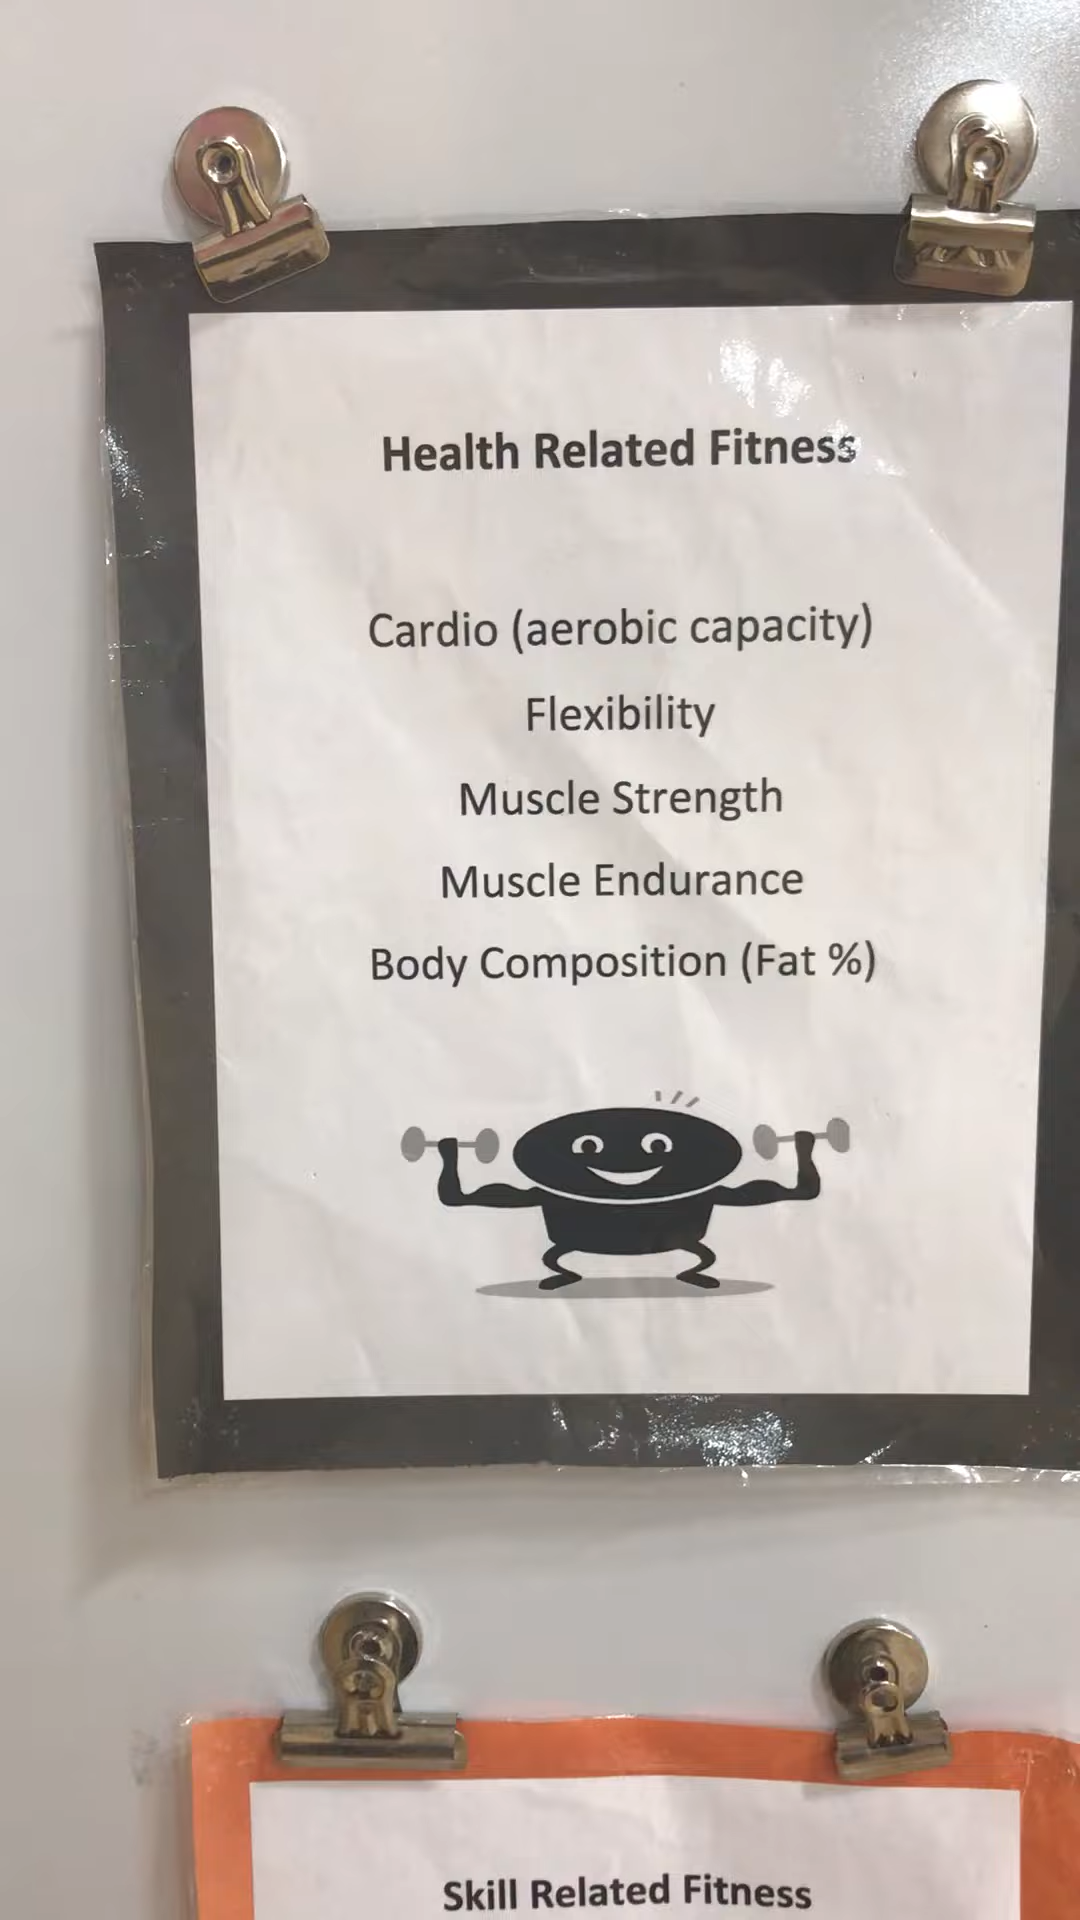 Health Related Fitness
Cardio (aerobic capacity)
Flexibility
Muscle Strength
Muscle Endurance
Body Composition (Fat %)
Skill Related Fitness